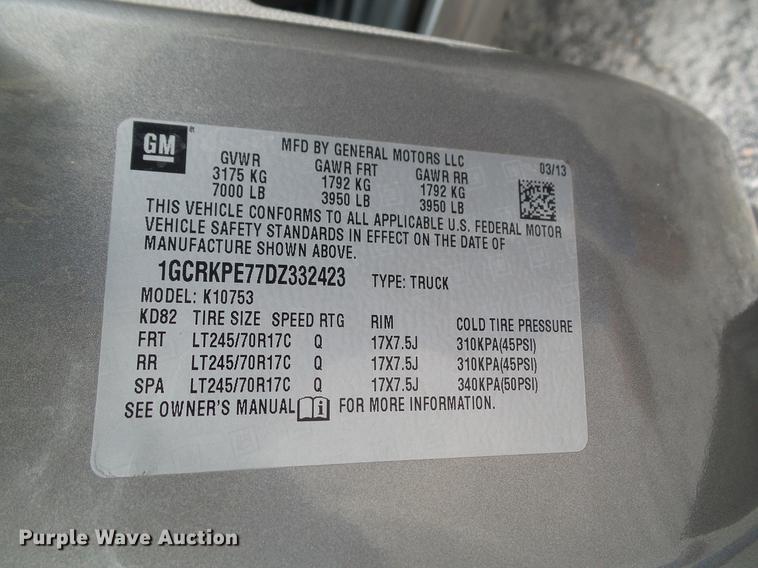 GM
MFD BY GENERAL MOTORS LLC
03/13
GVWR GAWR FRT GAWR RR
3175 KG 1792 KG 1792 KG
7000 LB 3950 LB 3950 LB
THIS VEHICLE CONFORMS TO ALL APPLICABLE U.S. FEDERAL MOTOR
VEHICLE SAFETY STANDARDS IN EFFECT ON THE DATE OF
MANUFACTURE SHOWN ABOVE.
1GCRKPE77DZ332423 TYPE: TRUCK
MODEL: K10753
KD82 TIRE SIZE SPEED RTG RIM COLD TIRE PRESSURE
FRT LT245/70R17C Q 17X7.5J 310KPA(45PSI)
RR LT245/70R17C Q 17X7.5J 310KPA(45PSI)
SPA LT245/70R17C Q 17X7.5J 340KPA(50PSI)
SEE OWNER'S MANUAL i FOR MORE INFORMATION.
Purple Wave Auction